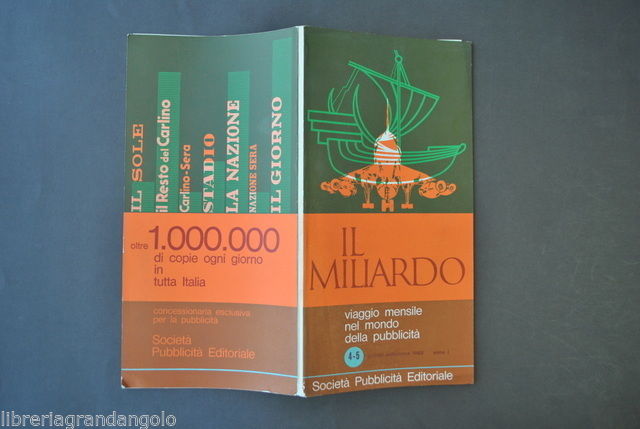 IL SOLE
il Resto del Carlino
Carlino-Sera
STADIO
LA NAZIONE
NAZIONE SERA
IL GIORNO
oltre 1.000.000
di copie ogni giorno
in
tutta Italia
concessionaria esclusiva
per la pubblicità
Società
Pubblicità Editoriale
IL
MILIARDO
viaggio mensile
nel mondo
della pubblicità
4-5
Società Pubblicità Editoriale
libreriagrandangolo